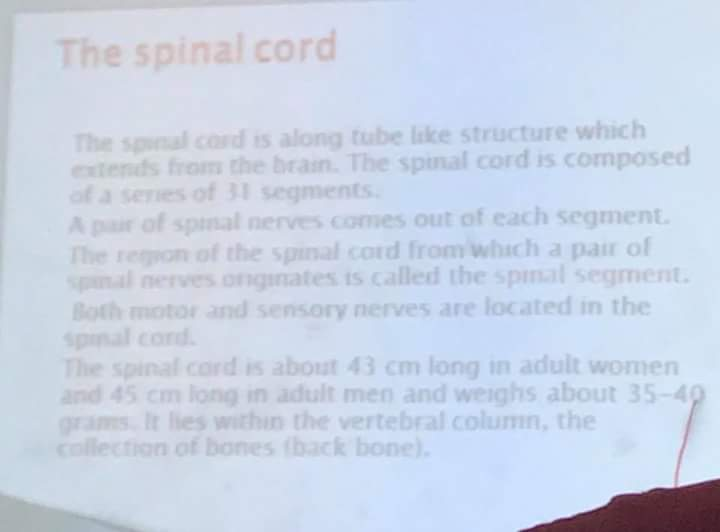 The spinal cord
The spinal cord is along tube like structure which
extends from the brain. The spinal cord is composed
of a series of 31 segments.
A pair of spinal nerves comes out of each segment.
The region of the spinal cord from which a pair of
spinal nerves originates is called the spinal segment.
Both motor and sensory nerves are located in the
spinal cord.
The spinal cord is about 43 cm long in adult women
and 45 cm long in adult men and weighs about 35-40
grams. It lies within the vertebral column, the
collection of bones (back bone).